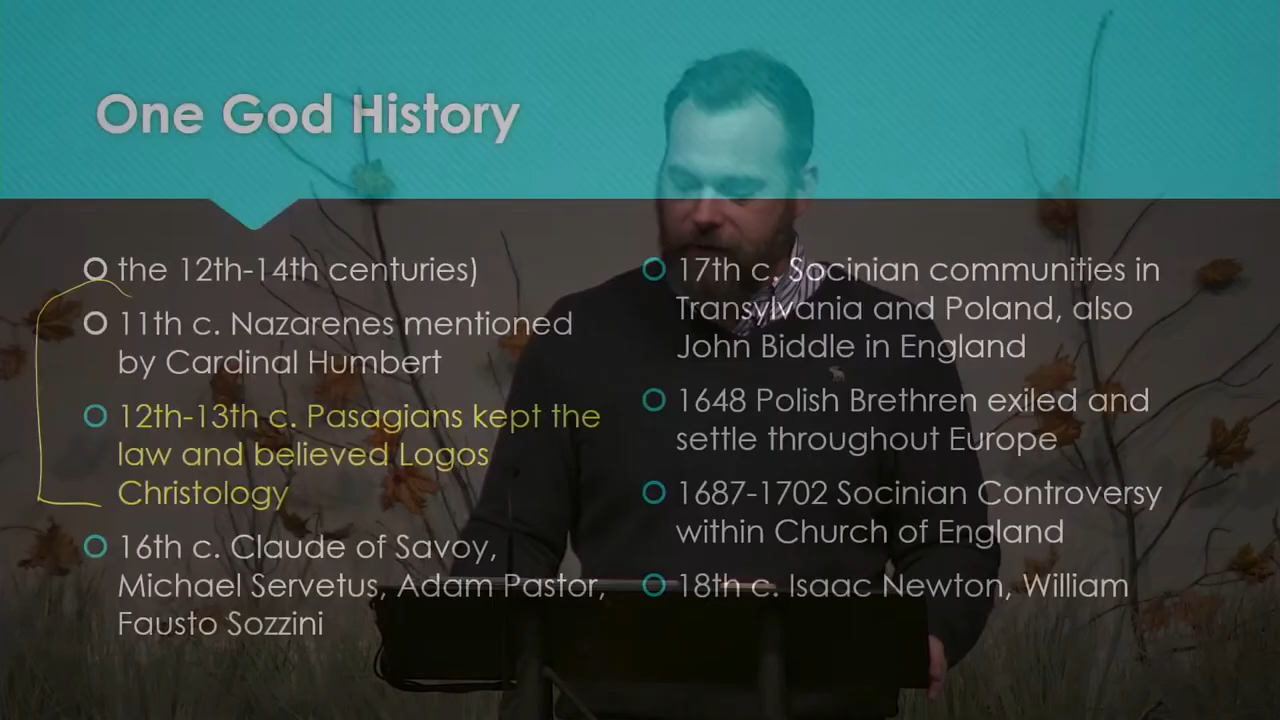 One God History
the 12th-14th centuries)
11th c. Nazarenes mentioned
by Cardinal Humbert
12th-13th c. Pasagians kept the
law and believed Logos
Christology
16th c. Claude of Savoy,
Michael Servetus, Adam Pastor,
Fausto Sozzini
17th c. Socinian communities in
Transylvania and Poland, also
John Biddle in England
1648 Polish Brethren exiled and
settle throughout Europe
1687-1702 Socinian Controversy
within Church of England
18th c. Isaac Newton, William